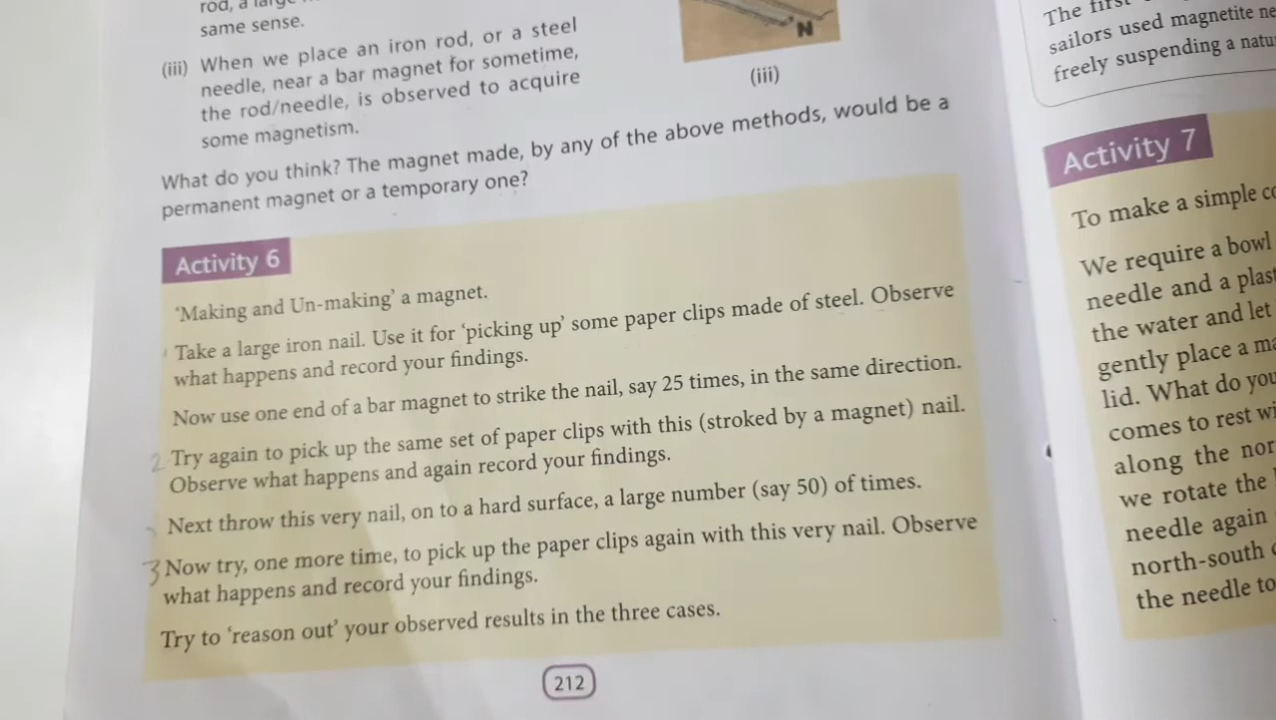 rod, a
same sense.
(iii) When we place an iron rod, or a steel
needle, near a bar magnet for sometime,
the rod/needle, is observed to acquire
some magnetism.
N
(iii)
What do you think? The magnet made, by any of the above methods, would be a
permanent magnet or a temporary one?
Activity 6
'Making and Un-making' a magnet.
Take a large iron nail. Use it for 'picking up' some paper clips made of steel. Observe
what happens and record your findings.
Now use one end of a bar magnet to strike the nail, say 25 times, in the same direction.
2 Try again to pick up the same set of paper clips with this (stroked by a magnet) nail.
Observe what happens and again record your findings.
Next throw this very nail, on to a hard surface, a large number (say 50) of times.
3 Now try, one more time, to pick up the paper clips again with this very nail. Observe
what happens and record your findings.
Try to 'reason out' your observed results in the three cases.
212
The first
sailors used magnetite
freely suspending a
Activity 7
To make a simple
We require a bowl
needle and a
the water and let
gently place a
lid. What do you
comes to rest
along the
we rotate the
needle again
north-south
the needle to